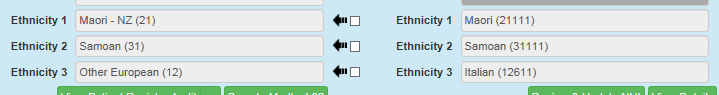 Ethnicity 1 Maori - NZ (21) Ethnicity 1 Maori (21111)
Ethnicity 2 Samoan (31) Ethnicity 2 Samoan (31111)
Ethnicity 3 Other European (12) Ethnicity 3 Italian (12611)